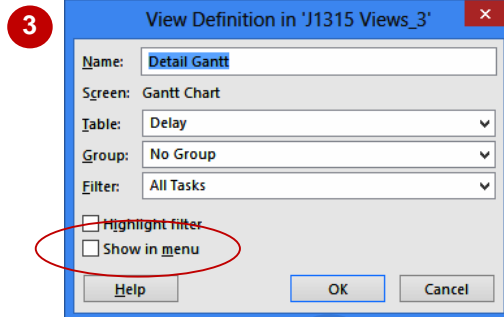 3
View Definition in 'J1315 Views_3'
×
Name: Detail Gantt
Screen: Gantt Chart
Table: Delay
Group: No Group
Filter: All Tasks
Highlight filter
Show in menu
Help OK Cancel